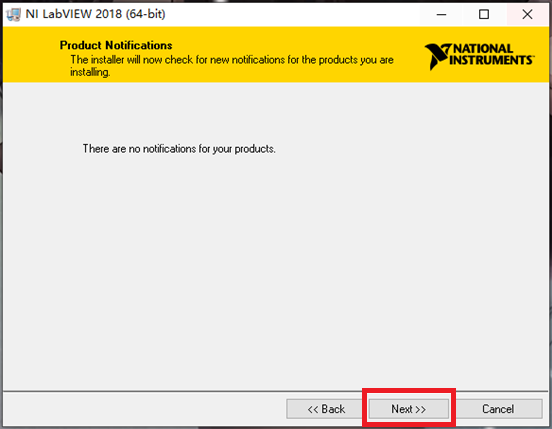 NI LabVIEW 2018 (64-bit)
Product Notifications
The installer will now check for new notifications for the products you are
installing.
NATIONAL
INSTRUMENTS
There are no notifications for your products.
<< Back
Next >>
Cancel